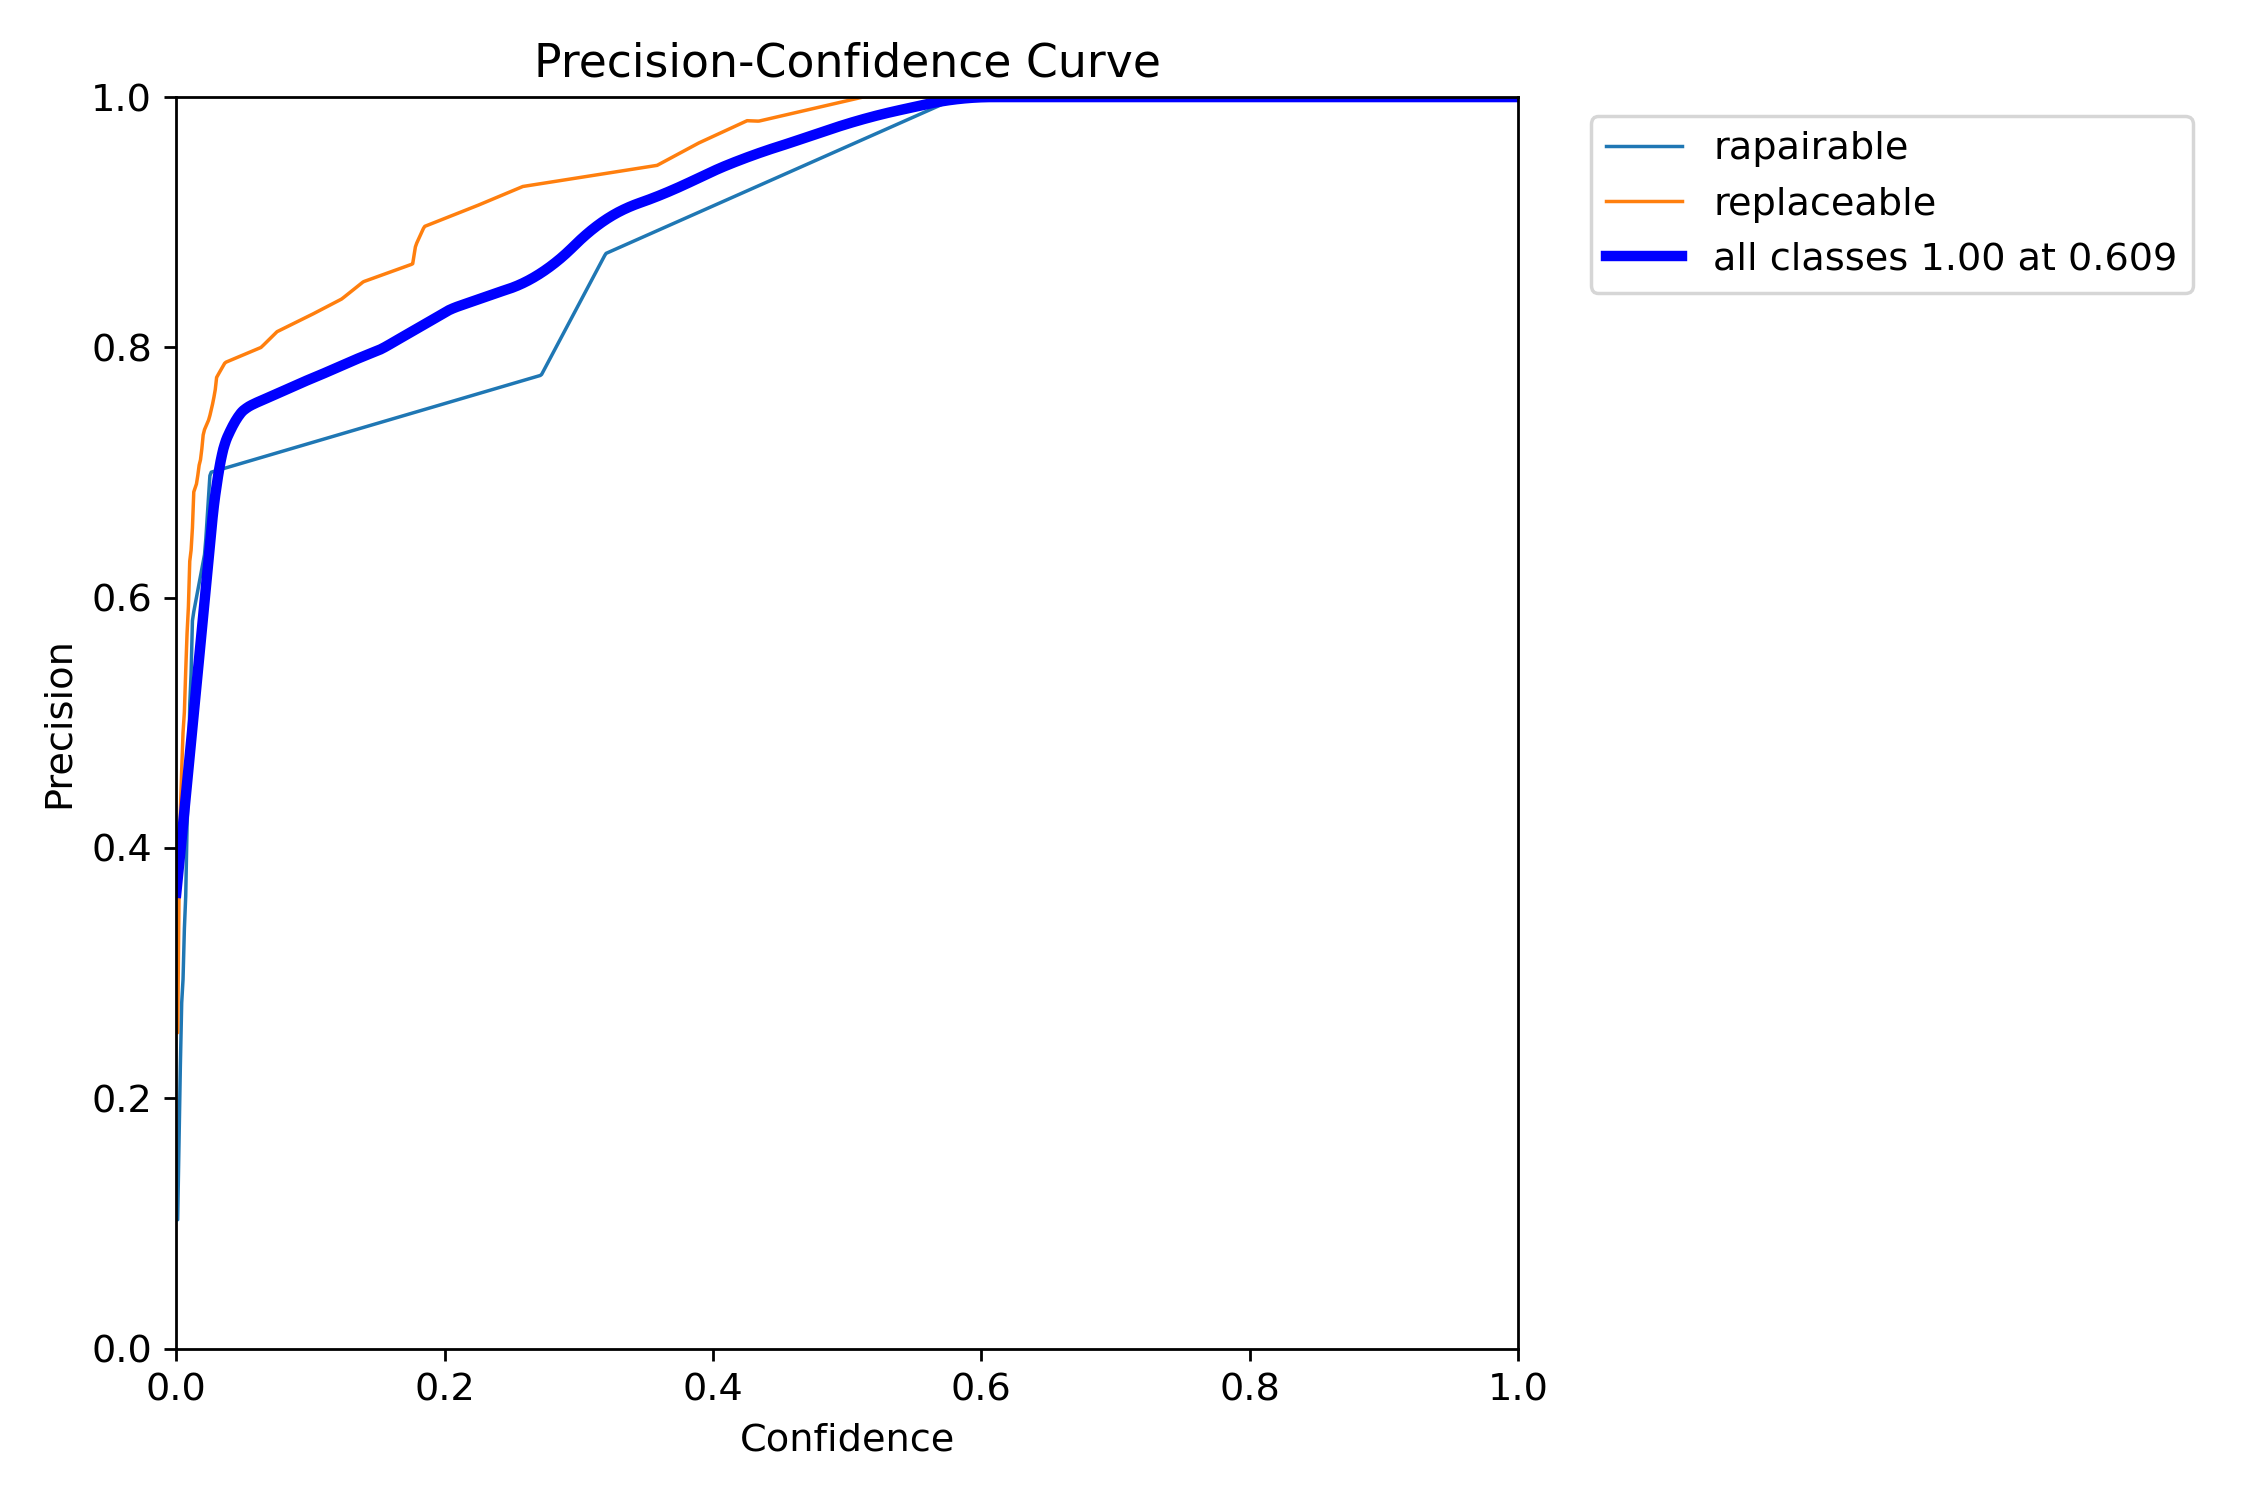 Precision-Confidence Curve
1.0
0.8
0.6
0.4
0.2
0.0
Precision
0.0 0.2 0.4 0.6 0.8 1.0
Confidence
rapairable
replaceable
all classes 1.00 at 0.609